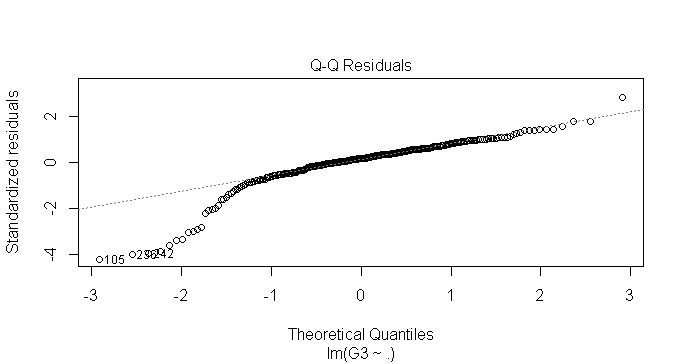 Q-Q Residuals
Standardized residuals
2
0
-2
-4
105
242
-3 -2 -1 0 1 2 3
Theoretical Quantiles
lm(G3 ~ .)